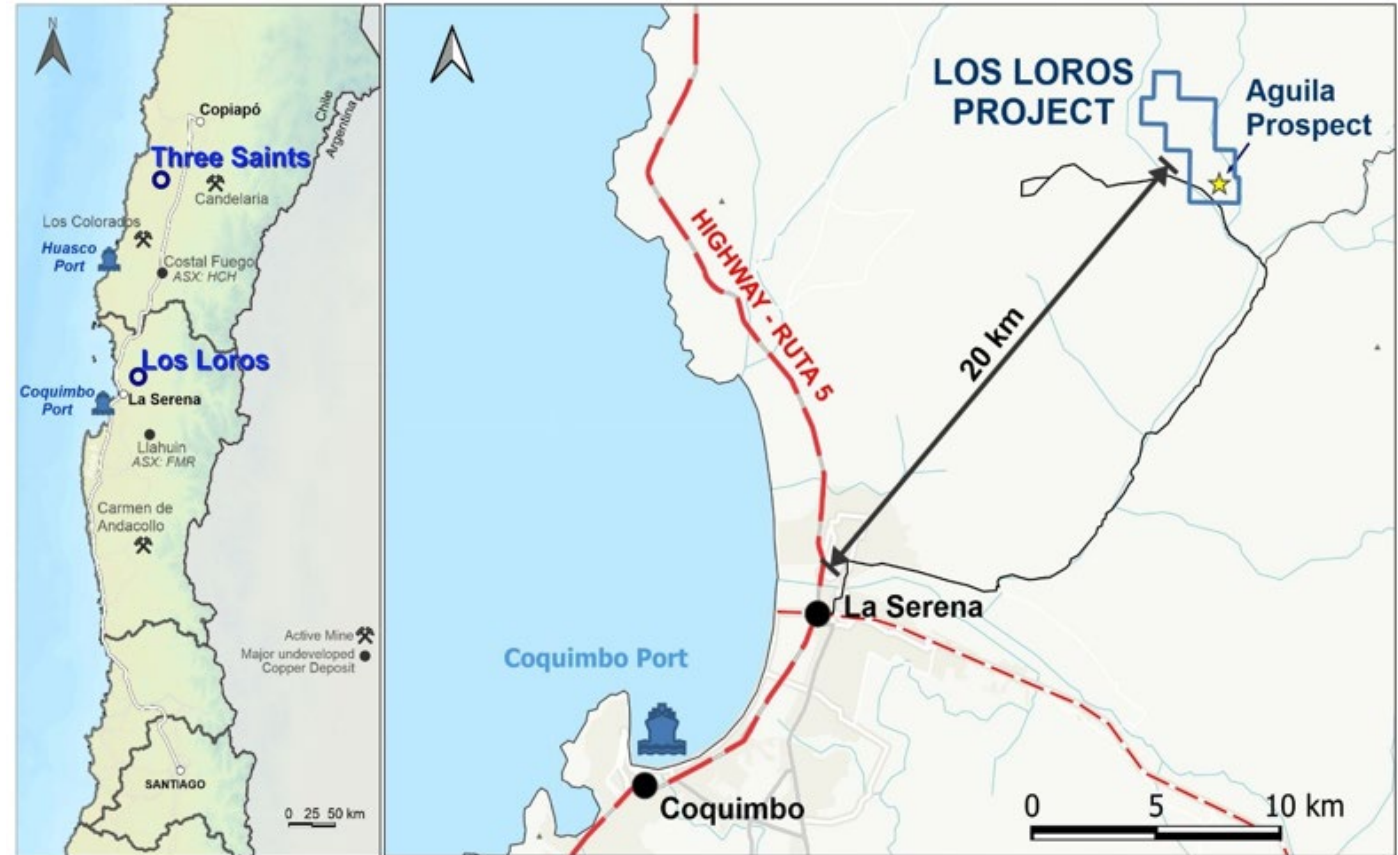 N
Copiapó
Chile
Argentina
Three Saints
Candelaria
Los Colorados
Huasco
Port
Costal Fuego
ASX: HCH
Los Loros
Coquimbo
Port
La Serena
Llahuin
ASX: FMR
Carmen de
Andacollo
Active Mine
Major undeveloped
Copper Deposit
SANTIAGO
0 25 50 km
LOS LOROS
PROJECT
Aguila
Prospect
HIGHWAY - RUTA 5
20 km
La Serena
Coquimbo Port
Coquimbo
0 5 10 km